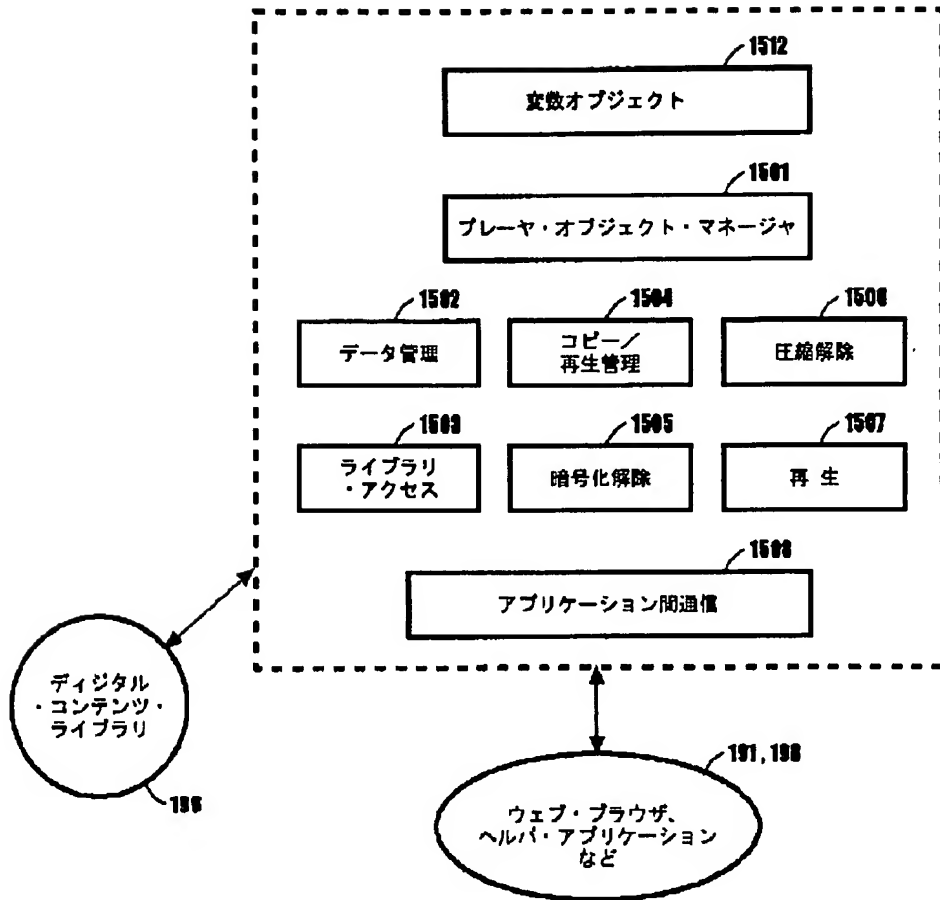 1512
変数オブジェクト
1501
プレーヤ・オブジェクト・マネージャ
1502
データ管理
1504
コピー／
再生管理
1506
圧縮解除
1503
ライブラリ
・アクセス
1505
暗号化解除
1507
再 生
1508
アプリケーション間通信
ディジタル
・コンテンツ・
ライブラリ
196
191, 198
ウェブ・ブラウザ、
ヘルパ・アプリケーション
など